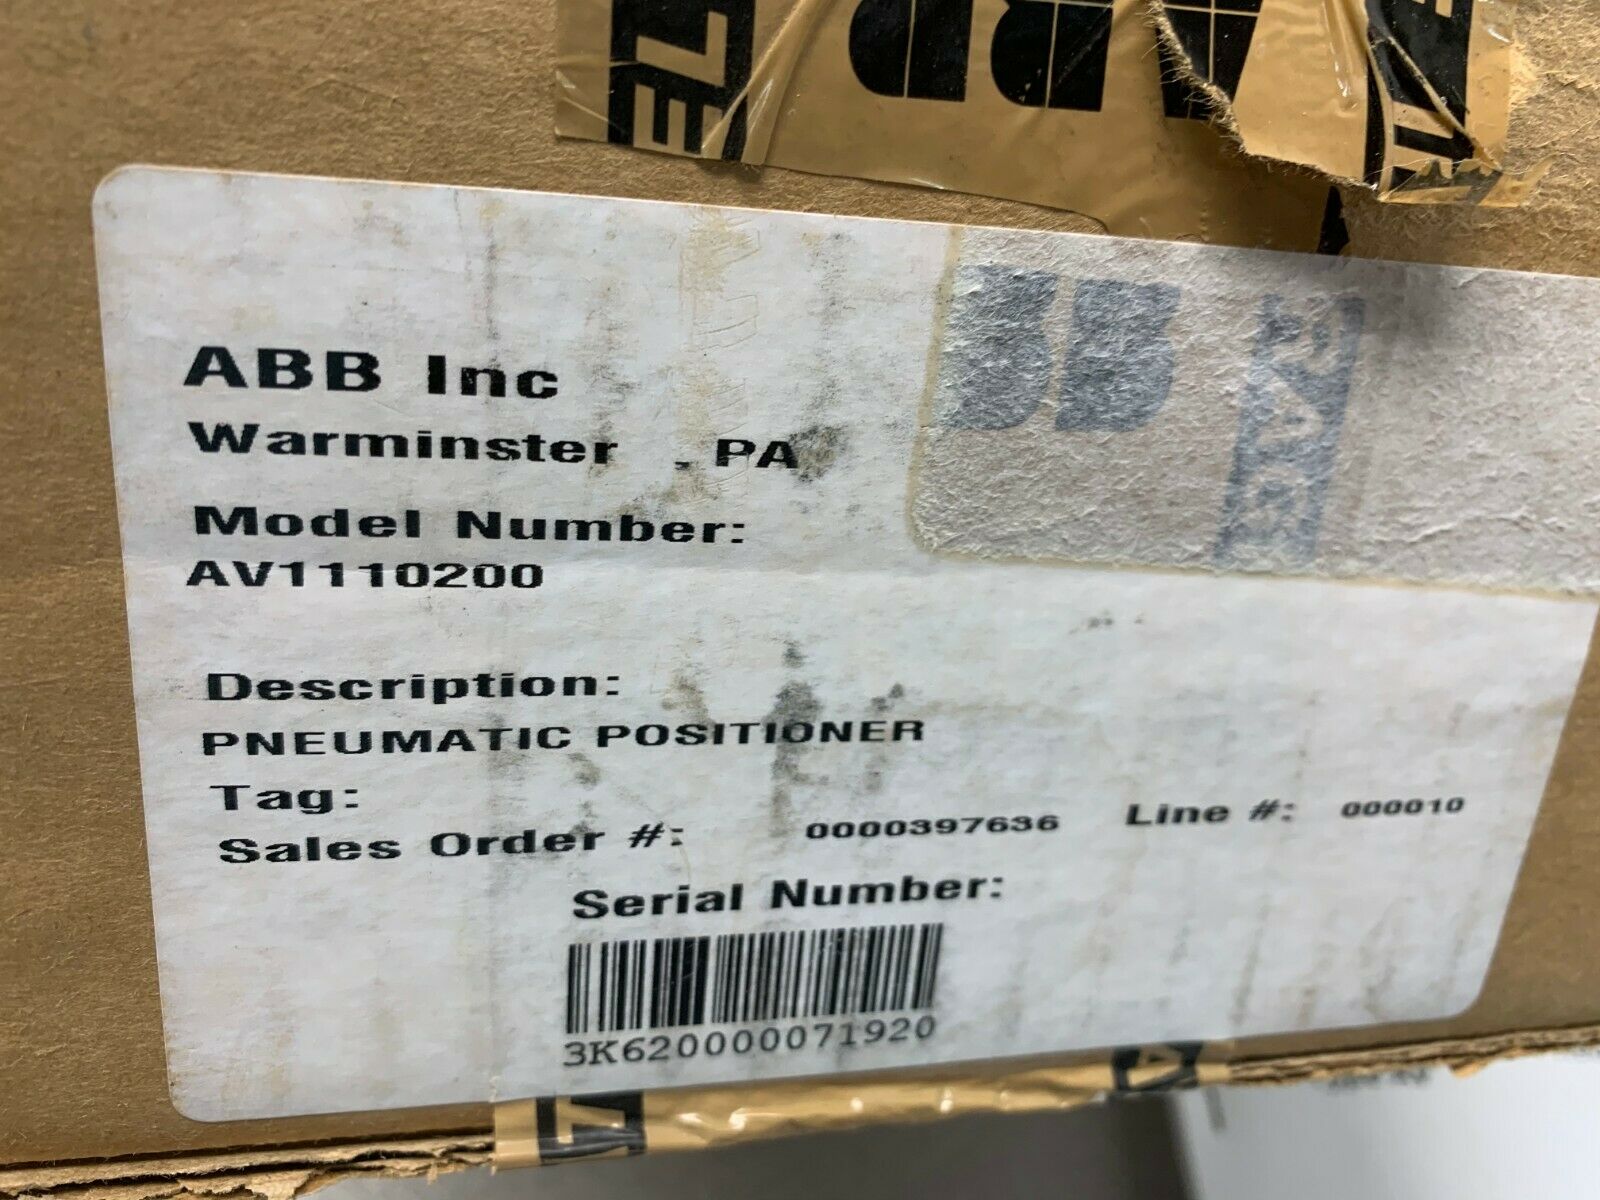 ABB Inc
Warminster , PA
Model Number:
AV1110200
Description:
PNEUMATIC POSITIONER
Tag:
Sales Order #: 0000397636 Line #: 000010
Serial Number:
3K620000071920